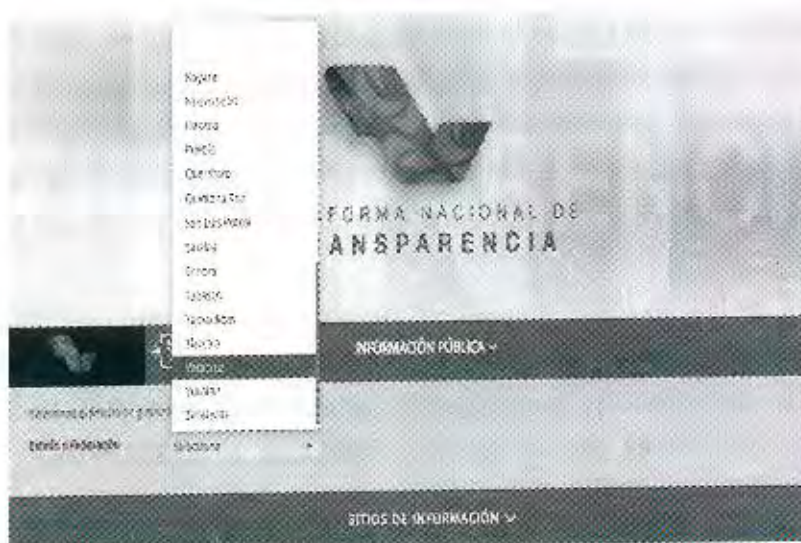 Nayarit
Nuevo León
Oaxaca
Puebla
Querétaro
Quintana Roo
San Luis Potosí
Sinaloa
Sonora
Tabasco
Tamaulipas
Tlaxcala
Veracruz
Yucatán
Zacatecas
FORMA NACIONAL DE
ANSPARENCIA
INFORMACIÓN PÚBLICA
Estado o Federación
Selecciona
SITIOS DE INFORMACIÓN